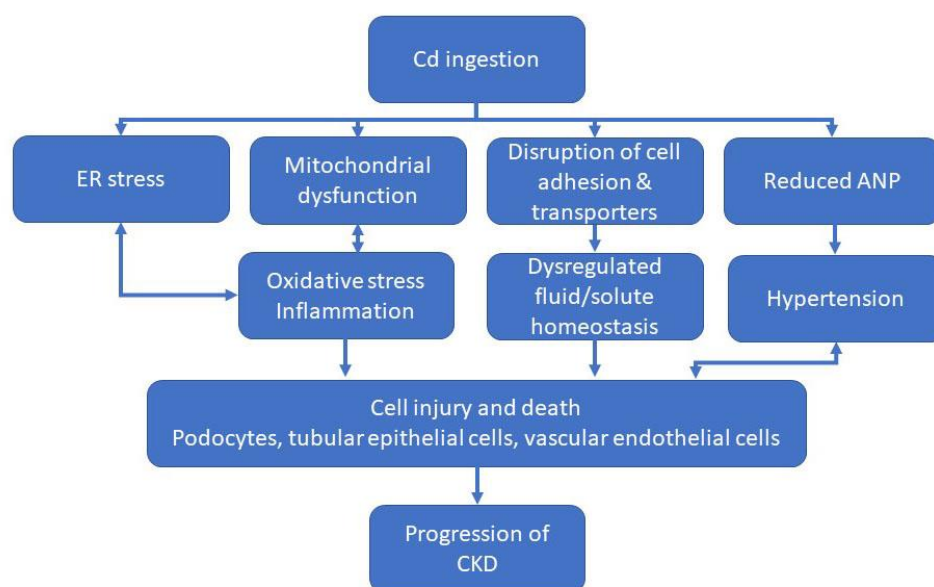 Cd ingestion
ER stress
Mitochondrial
dysfunction
Disruption of cell
adhesion &
transporters
Reduced ANP
Oxidative stress
Inflammation
Dysregulated
fluid/solute
homeostasis
Hypertension
Cell injury and death
Podocytes, tubular epithelial cells, vascular endothelial cells
Progression of
CKD